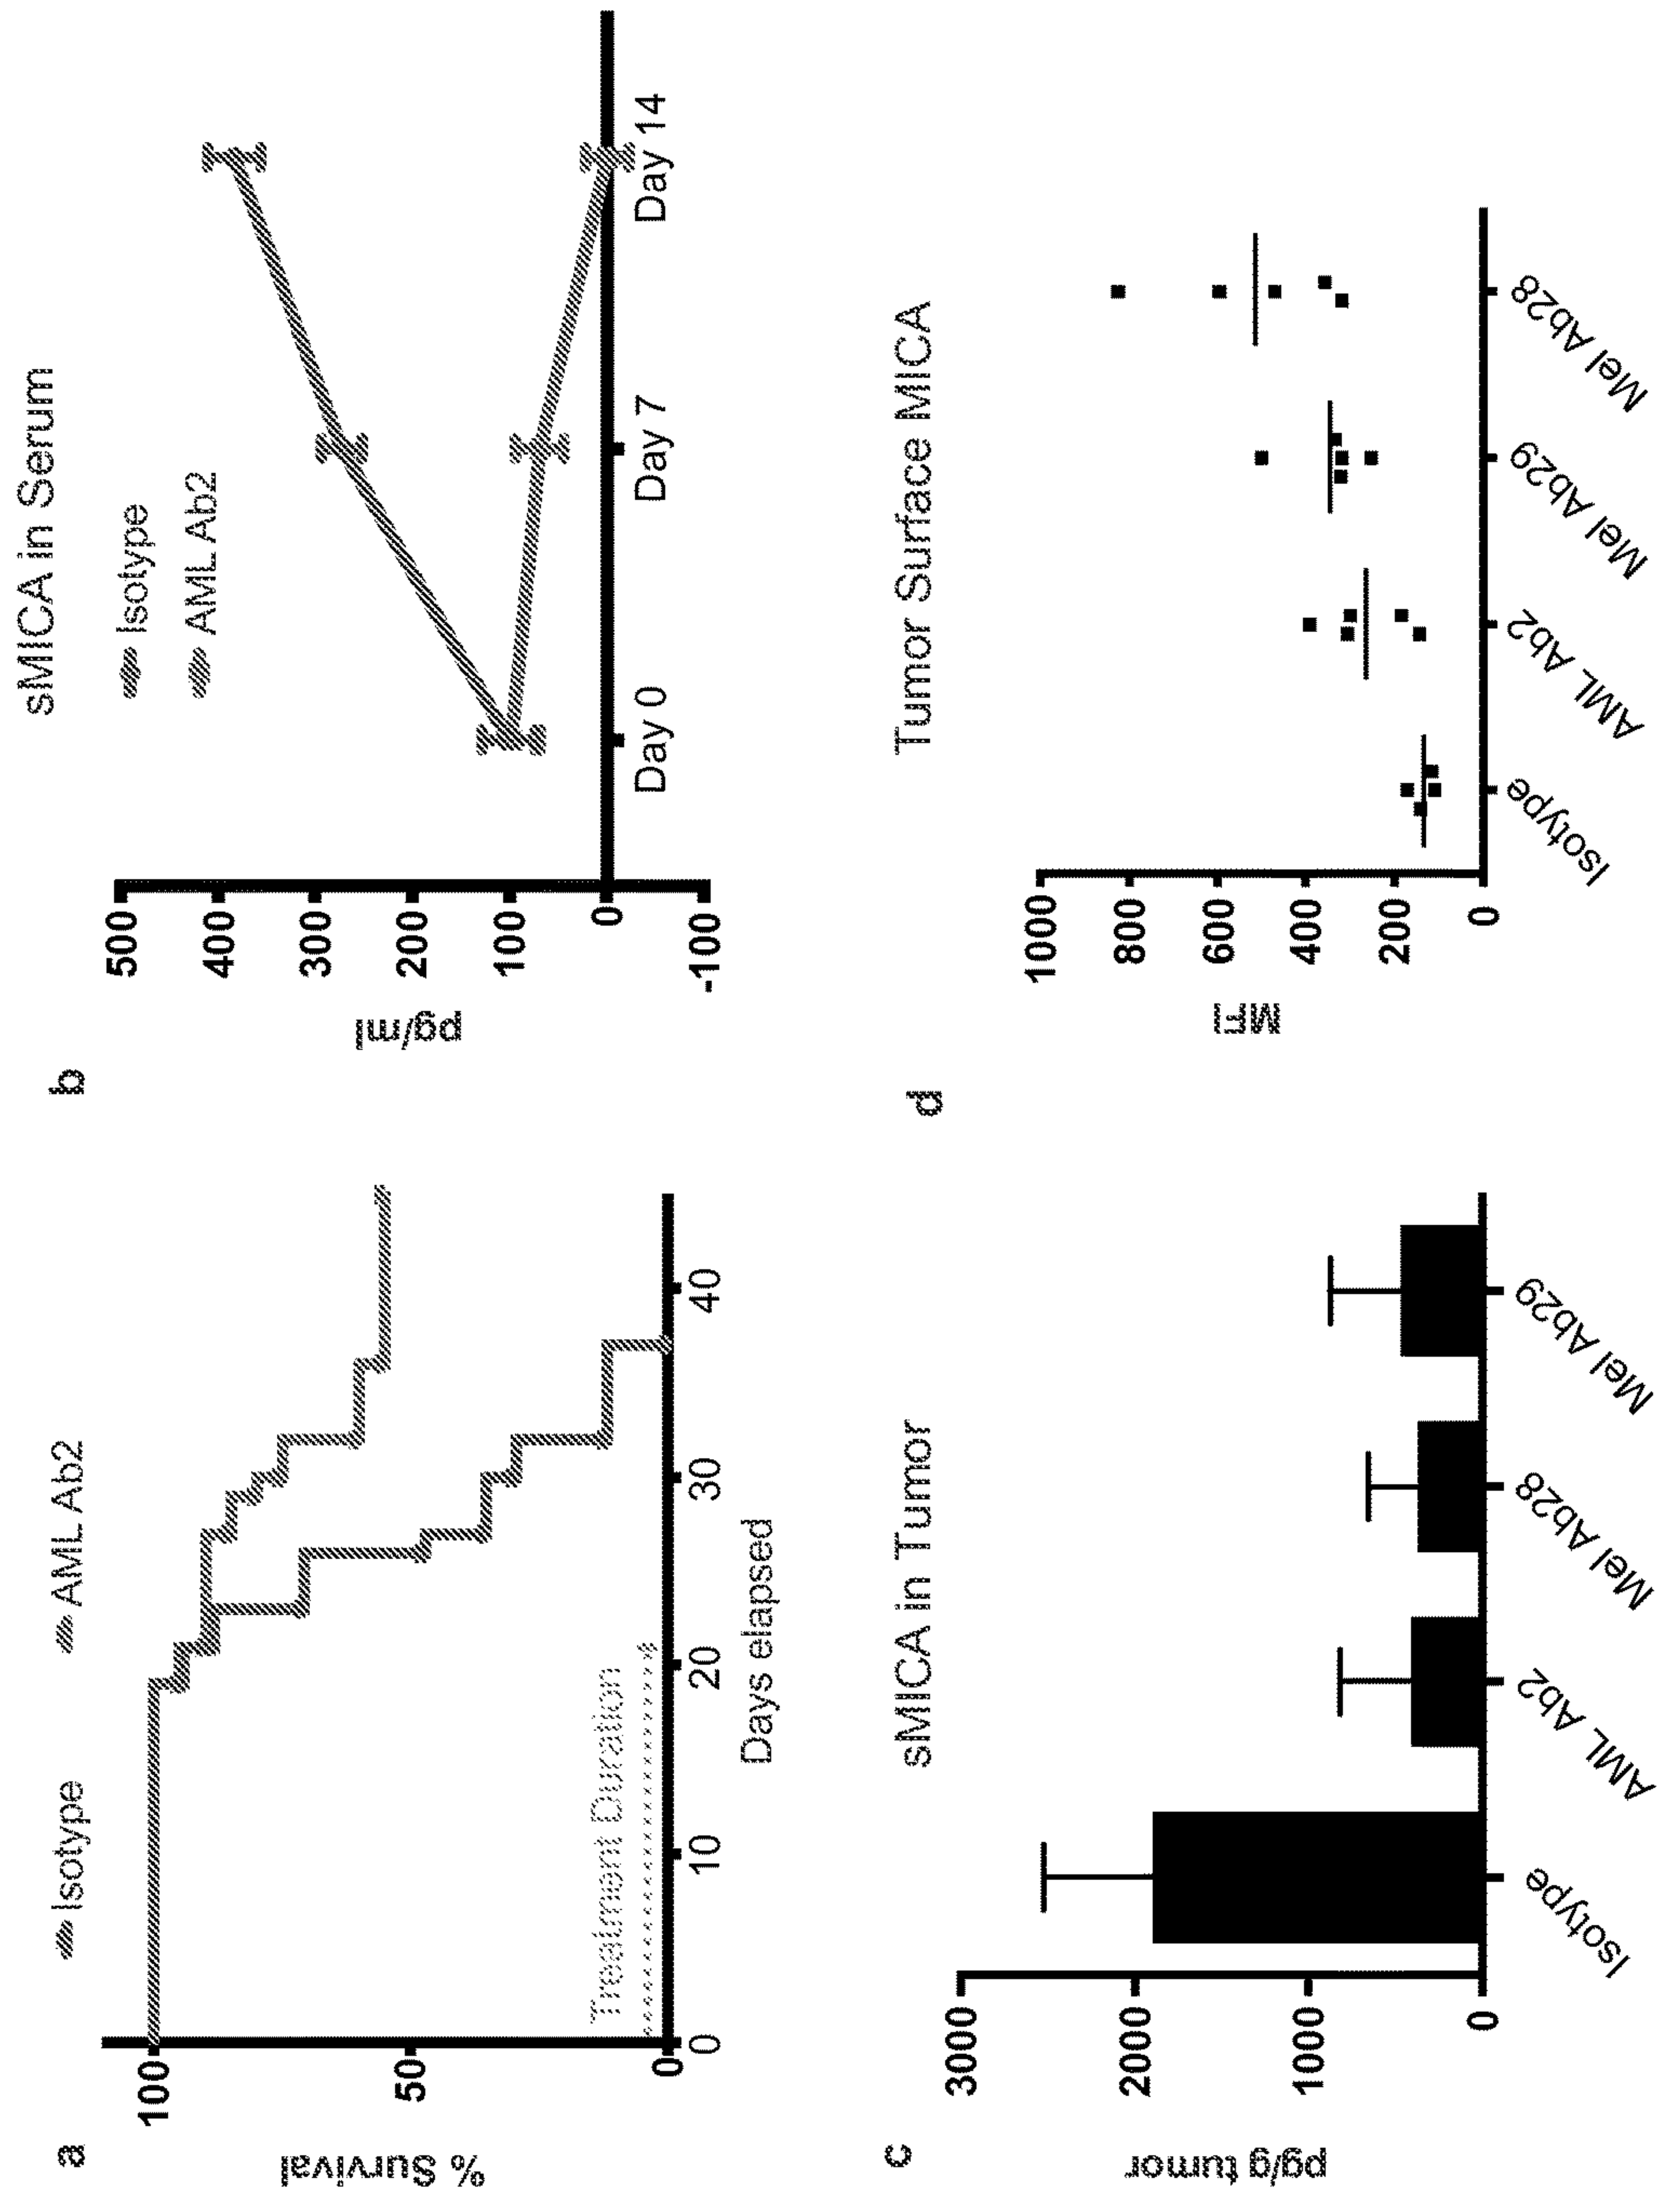 a
Isotype AML Ab2
% Survival
100
50
0
Treatment Duration
0 10 20 30 40
Days elapsed
b
sMICA in Serum
Isotype
AML Ab2
pg/ml
500
400
300
200
100
0
-100
Day 0 Day 7 Day 14
c
sMICA in Tumor
pg/g tumor
3000
2000
1000
0
Isotype AML Ab2 Mel Ab28 Mel Ab29
d
Tumor Surface MICA
MFI
1000
800
600
400
200
0
Isotype AML Ab2 Mel Ab29 Mel Ab28